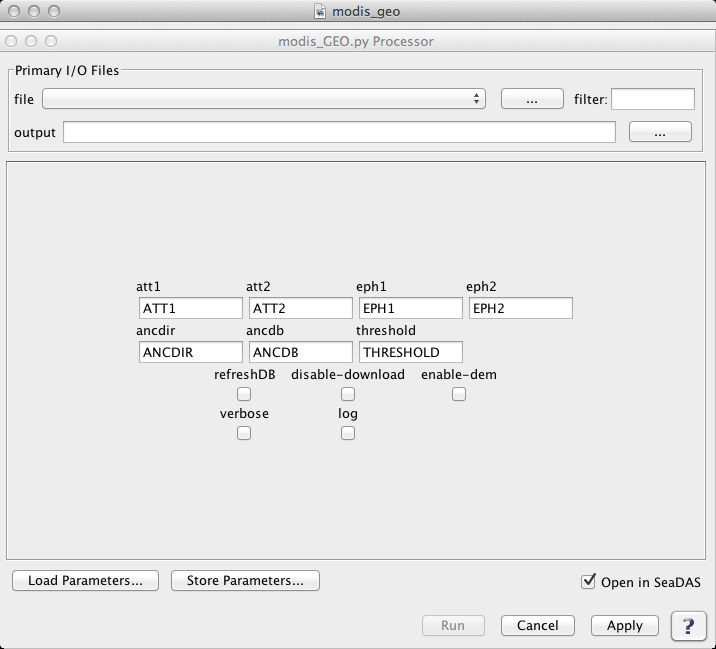 modis_geo
modis_GEO.py Processor
Primary I/O Files
file ... filter:
output ...
att1 att2 eph1 eph2
ATT1 ATT2 EPH1 EPH2
ancdir ancdb threshold
ANCDIR ANCDB THRESHOLD
refreshDB disable-download enable-dem
verbose log
Load Parameters... Store Parameters... Open in SeaDAS
Run Cancel Apply ?